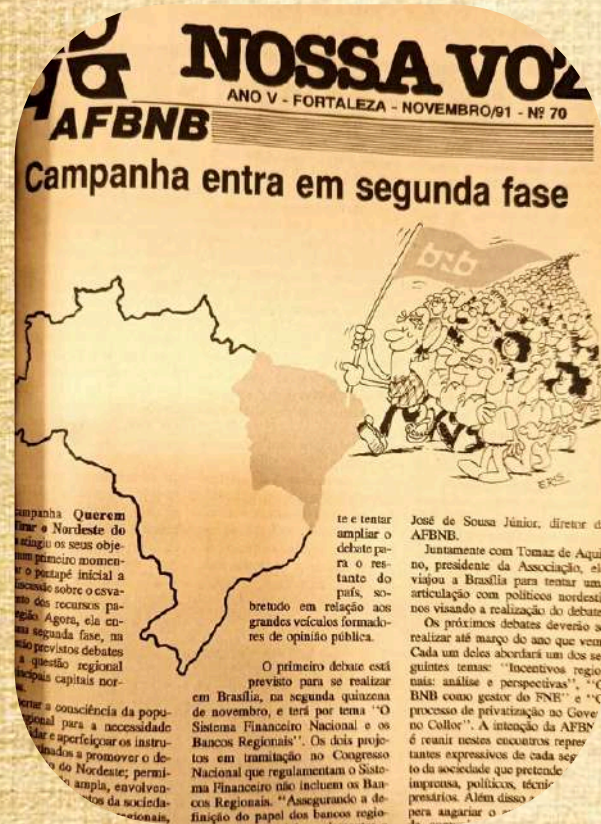 NOSSA VOZ
ANO V - FORTALEZA - NOVEMBRO/91 - Nº 70
AFBNB
Campanha entra em segunda fase
bnb
ERS
ampanha Querem
Tirar o Nordeste do
atingiu os seus obje-
num primeiro momen-
ar o pontapé inicial a
discussão sobre o esva-
dos recursos pa-
região. Agora, ela en-
segunda fase, na
são previstos debates
a questão regional
principais capitais nor-
a consciência da popu-
para a necessidade
e aperfeiçoar os instru-
a promover o de-
do Nordeste; permi-
ampla, envolven-
da socieda-
te e tentar
ampliar o
debate pa-
ra o res-
tante do
país, so-
bretudo em relação aos
grandes veículos formado-
res de opinião pública.
O primeiro debate está
previsto para se realizar
em Brasília, na segunda quinzena
de novembro, e terá por tema "O
Sistema Financeiro Nacional e os
Bancos Regionais". Os dois proje-
tos em tramitação no Congresso
Nacional que regulamentam o Siste-
ma Financeiro não incluem os Ban-
cos Regionais. "Assegurando a de-
finição do papel dos bancos regio-
José de Sousa Júnior, diretor d
AFBNB.
Juntamente com Tomaz de Aqui
no, presidente da Associação, el
viajou a Brasília para tentar um
articulação com políticos nordesti
nos visando a realização do debate
Os próximos debates deverão s
realizar até março do ano que vem
Cada um deles abordará um dos se
guintes temas: "Incentivos regio
nais: análise e perspectivas", "O
BNB como gestor do FNE" e "O
processo de privatização no Gover
no Collor". A intenção da AFBN
é reunir nestes encontros repres
tantes expressivos de cada seg
to da sociedade que pretende
imprensa, políticos, técnic
presários. Além disso
pera angariar o